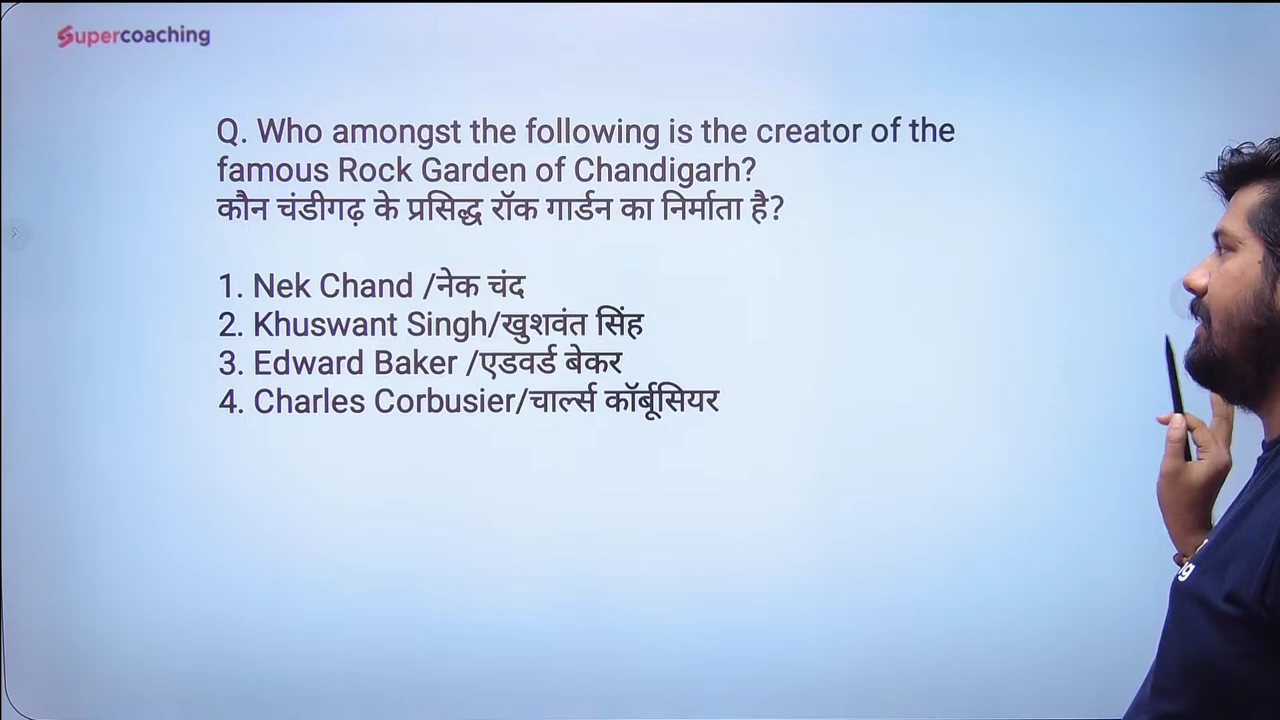 Supercoaching
Q. Who amongst the following is the creator of the
famous Rock Garden of Chandigarh?
कौन चंडीगढ़ के प्रसिद्ध रॉक गार्डन का निर्माता है?
1. Nek Chand /नेक चंद
2. Khuswant Singh/खुशवंत सिंह
3. Edward Baker /एडवर्ड बेकर
4. Charles Corbusier/चार्ल्स कॉर्बूसियर